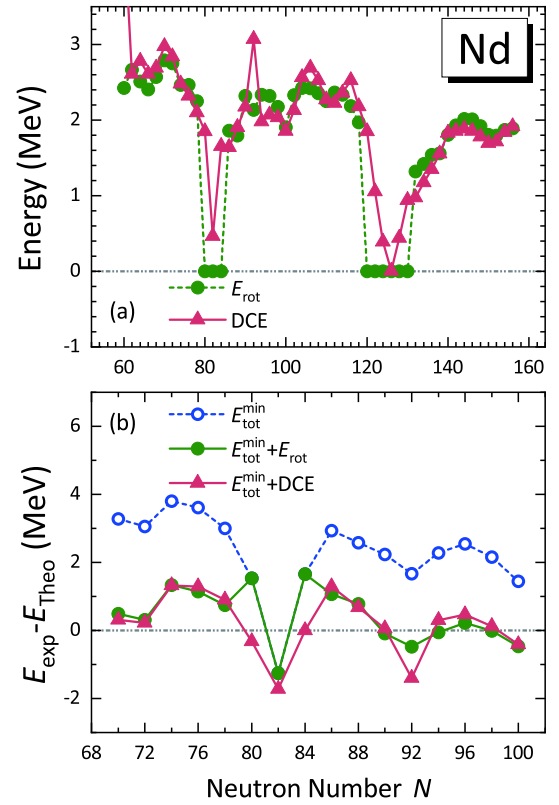 Nd
3
2
1
0
-1
Energy (MeV)
(a)
E_rot
DCE
60 80 100 120 140 160
(b)
E_tot^min
E_tot^min+E_rot
E_tot^min+DCE
6
4
2
0
-2
E_exp-E_Theo (MeV)
68 72 76 80 84 88 92 96 100
Neutron Number N